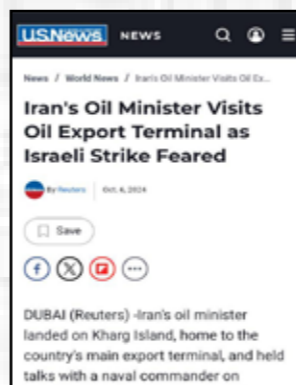 U.S.News NEWS
News / World News / Iran's Oil Minister Visits Oil Ex...
Iran's Oil Minister Visits
Oil Export Terminal as
Israeli Strike Feared
By Reuters Oct. 6, 2024
Save
DUBAI (Reuters) -Iran's oil minister
landed on Kharg Island, home to the
country's main export terminal, and held
talks with a naval commander on